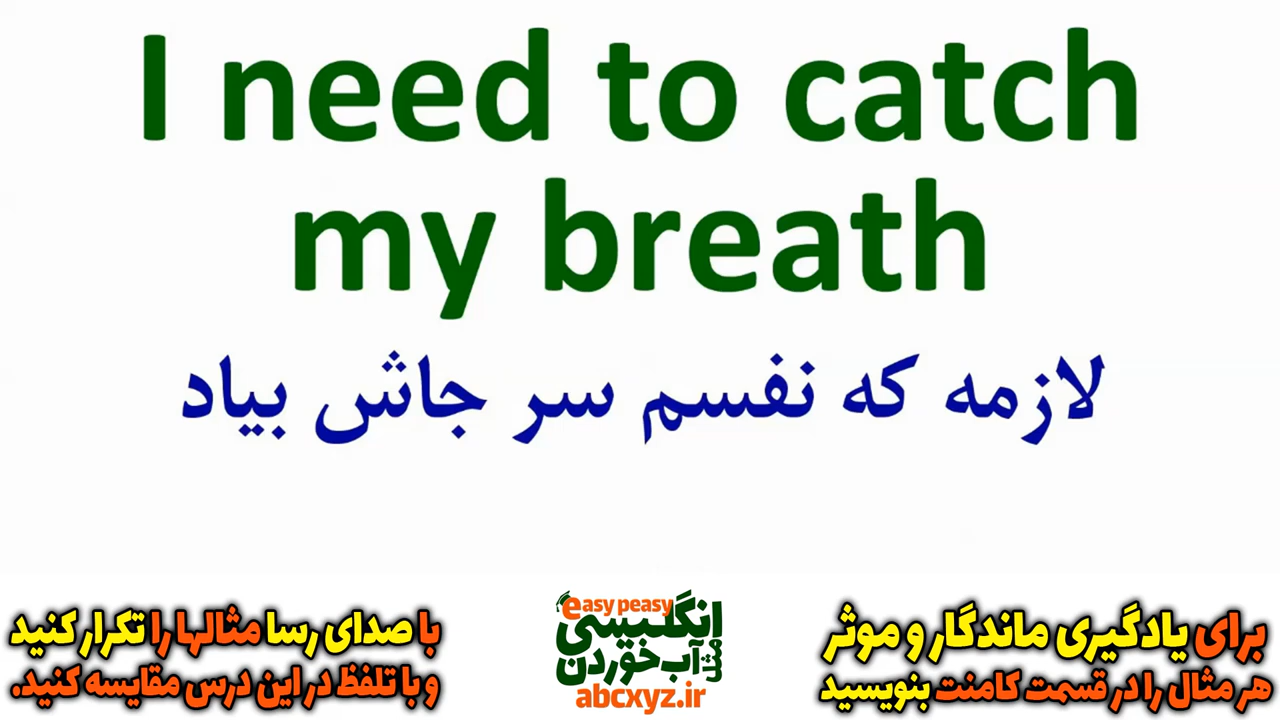 I need to catch
my breath
لازمه که نفسم سر جاش بیاد
برای یادگیری ماندگار و موثر
هر مثال را در قسمت کامنت بنویسید
easy peasy
انگلیسی
مثل آب خوردن
abcxyz.ir
با صدای رسا مثالها را تکرار کنید
و با تلفظ در این درس مقایسه کنید.